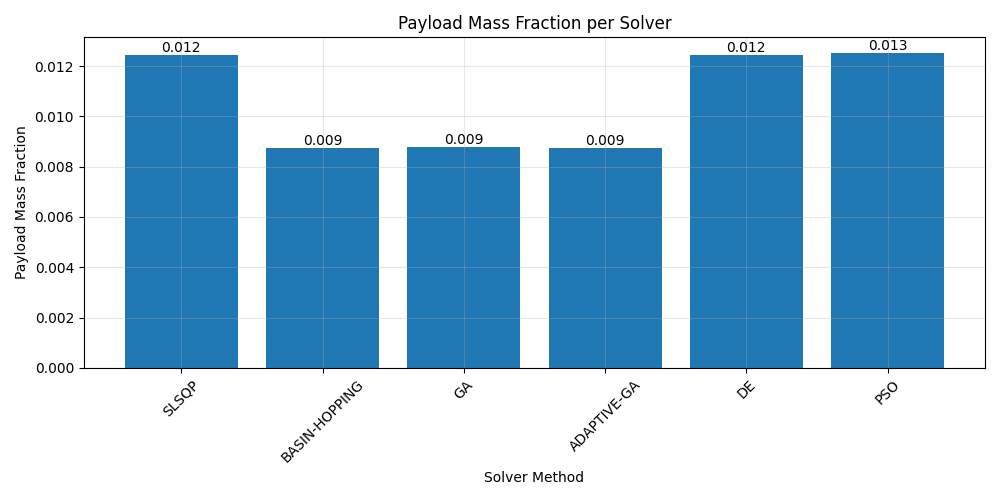 Payload Mass Fraction per Solver
Payload Mass Fraction
0.012
0.010
0.008
0.006
0.004
0.002
0.000
0.012
0.009
0.009
0.009
0.012
0.013
SLSQP
BASIN-HOPPING
GA
ADAPTIVE-GA
DE
PSO
Solver Method